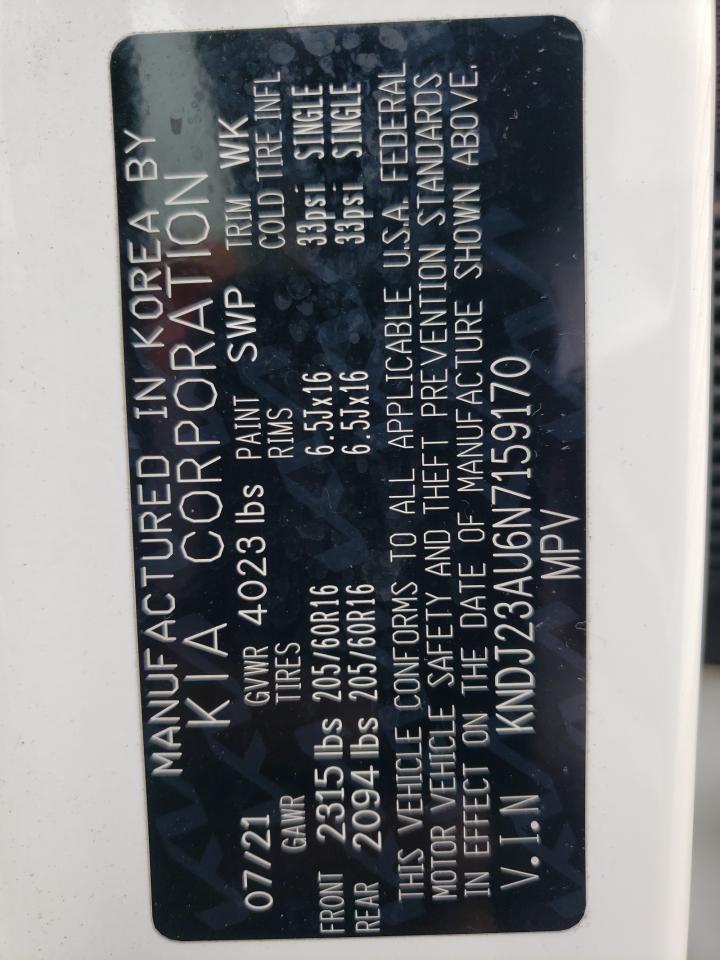 MANUFACTURED IN KOREA BY
KIA CORPORATION
07/21 GVWR 4023 lbs PAINT SWP TRIM WK
GAWR TIRES RIMS COLD TIRE INFL
FRONT 2315 lbs 205/60R16 6.5Jx16 33psi SINGLE
REAR 2094 lbs 205/60R16 6.5Jx16 33psi SINGLE
THIS VEHICLE CONFORMS TO ALL APPLICABLE U.S.A. FEDERAL
MOTOR VEHICLE SAFETY AND THEFT PREVENTION STANDARDS
IN EFFECT ON THE DATE OF MANUFACTURE SHOWN ABOVE.
V.I.N KNDJ23AU6N7159170
MPV